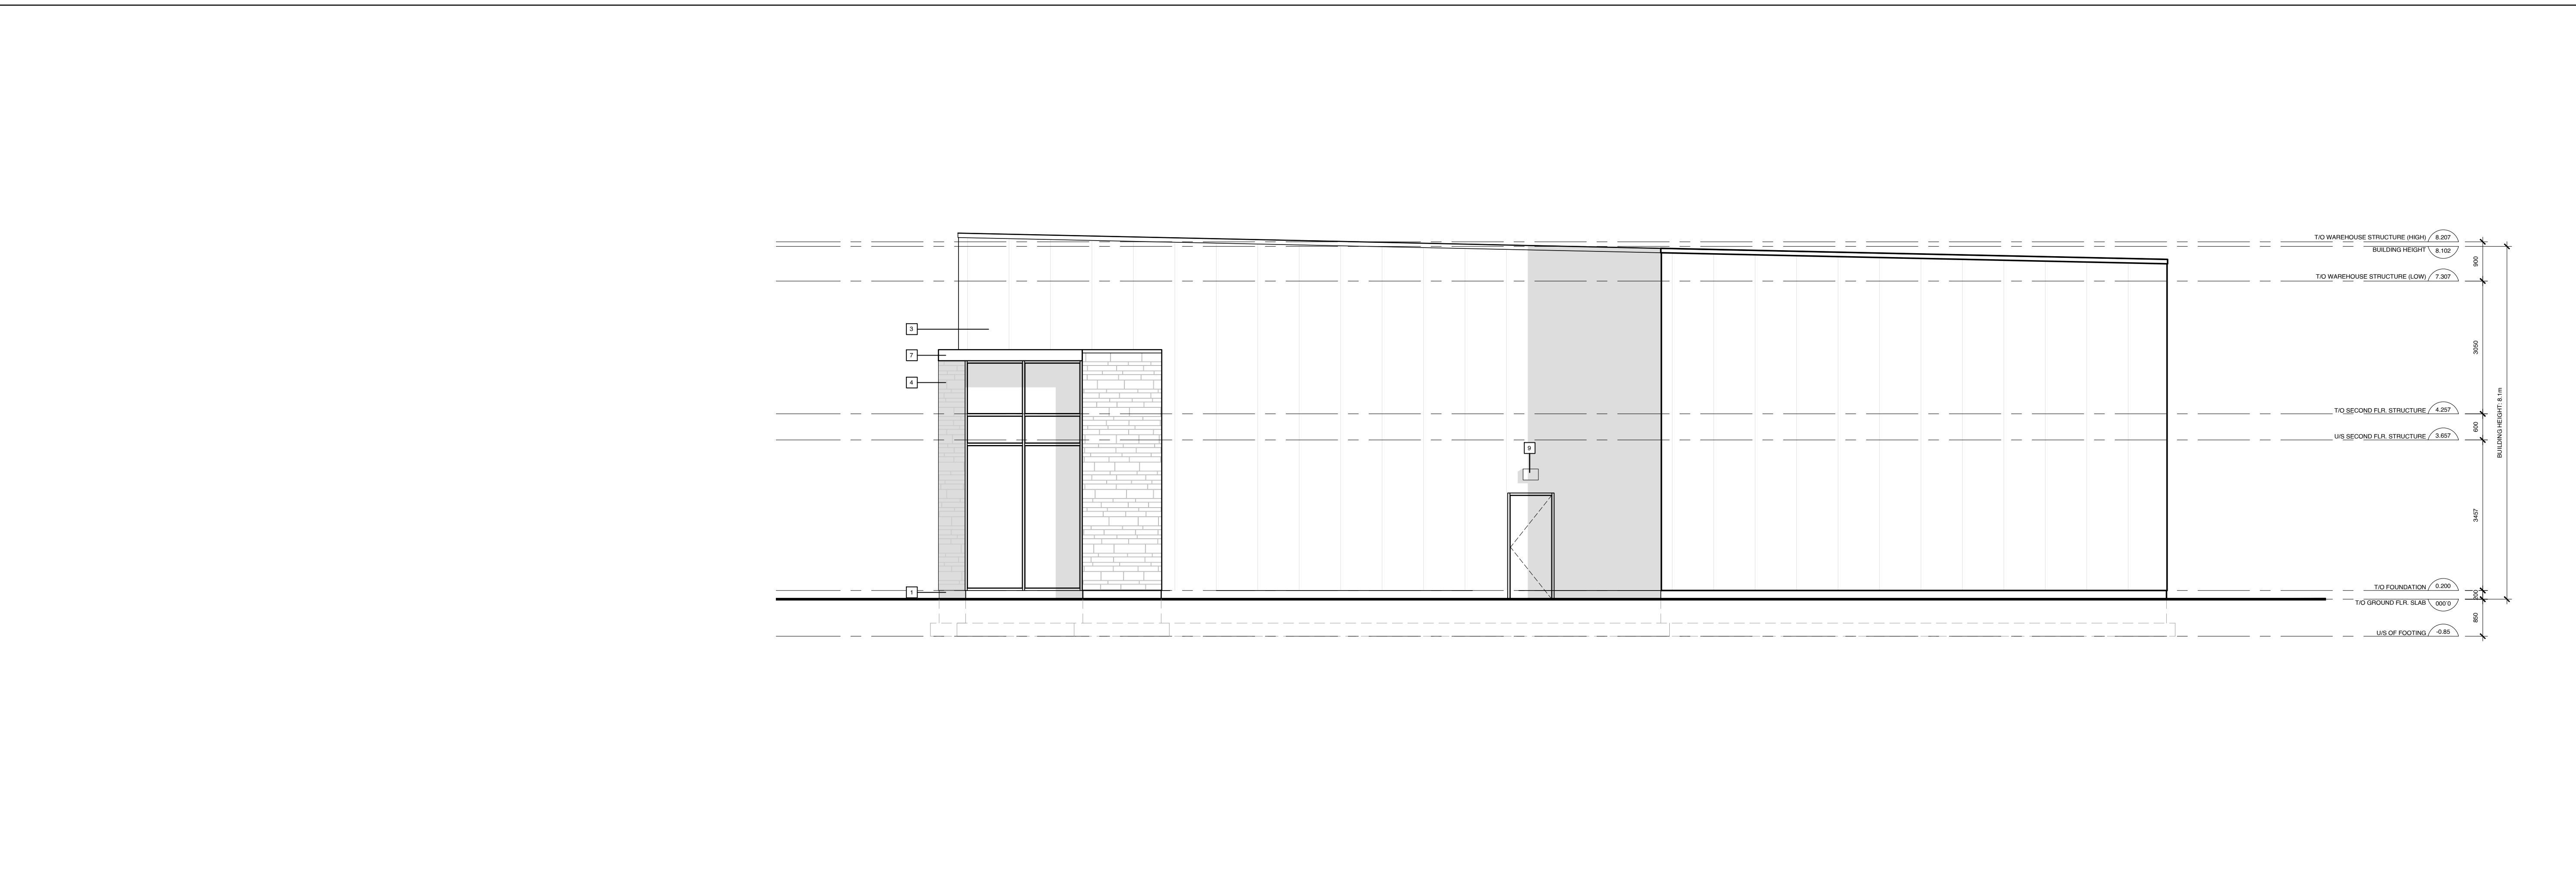 T/O WAREHOUSE STRUCTURE (HIGH) 8.207
BUILDING HEIGHT 8.102
900
T/O WAREHOUSE STRUCTURE (LOW) 7.307
3
3050
7
4
BUILDING HEIGHT: 8.1m
T/O SECOND FLR. STRUCTURE 4.257
600
U/S SECOND FLR. STRUCTURE 3.657
9
3457
T/O FOUNDATION 0.200
1
200
T/O GROUND FLR. SLAB 000'0
850
U/S OF FOOTING -0.85